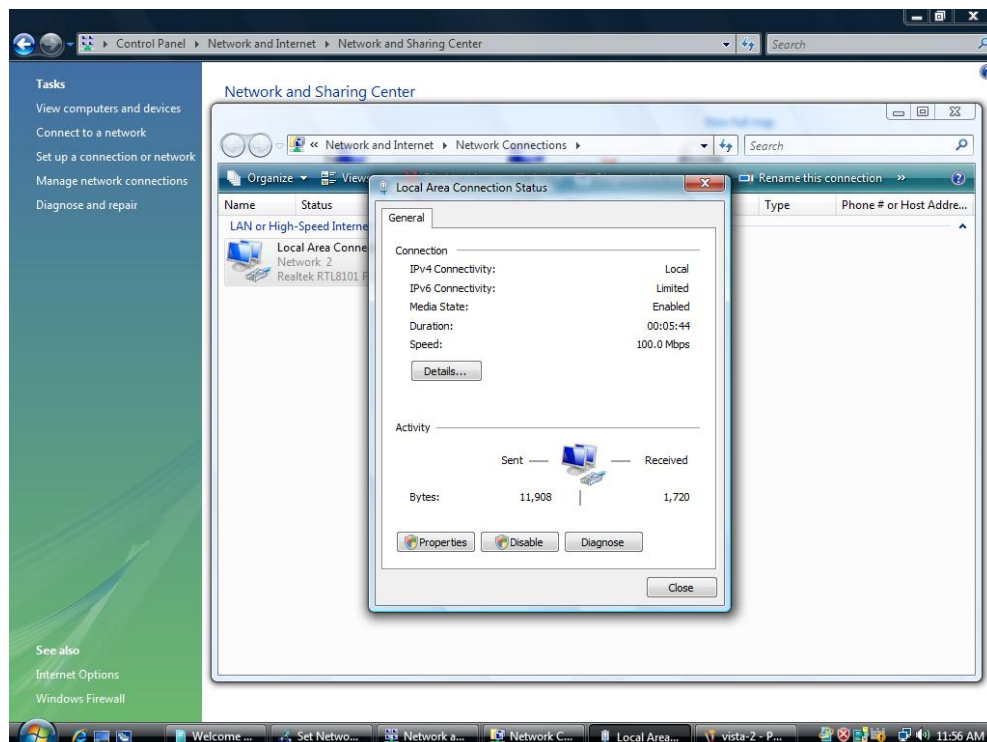 Control Panel ▸ Network and Internet ▸ Network and Sharing Center
Search
Tasks
View computers and devices
Connect to a network
Set up a connection or network
Manage network connections
Diagnose and repair
Network and Sharing Center
« Network and Internet ▸ Network Connections ▸
Search
Organize Views
Rename this connection »
Name Status Type Phone # or Host Addre...
LAN or High-Speed Interne
Local Area Conne
Network 2
Realtek RTL8101
Local Area Connection Status
General
Connection
IPv4 Connectivity: Local
IPv6 Connectivity: Limited
Media State: Enabled
Duration: 00:05:44
Speed: 100.0 Mbps
Details...
Activity
Sent Received
Bytes: 11,908 1,720
Properties Disable Diagnose
Close
See also
Internet Options
Windows Firewall
Welcome ... Set Netwo... Network a... Network C... Local Area... vista-2 - P... 11:56 AM